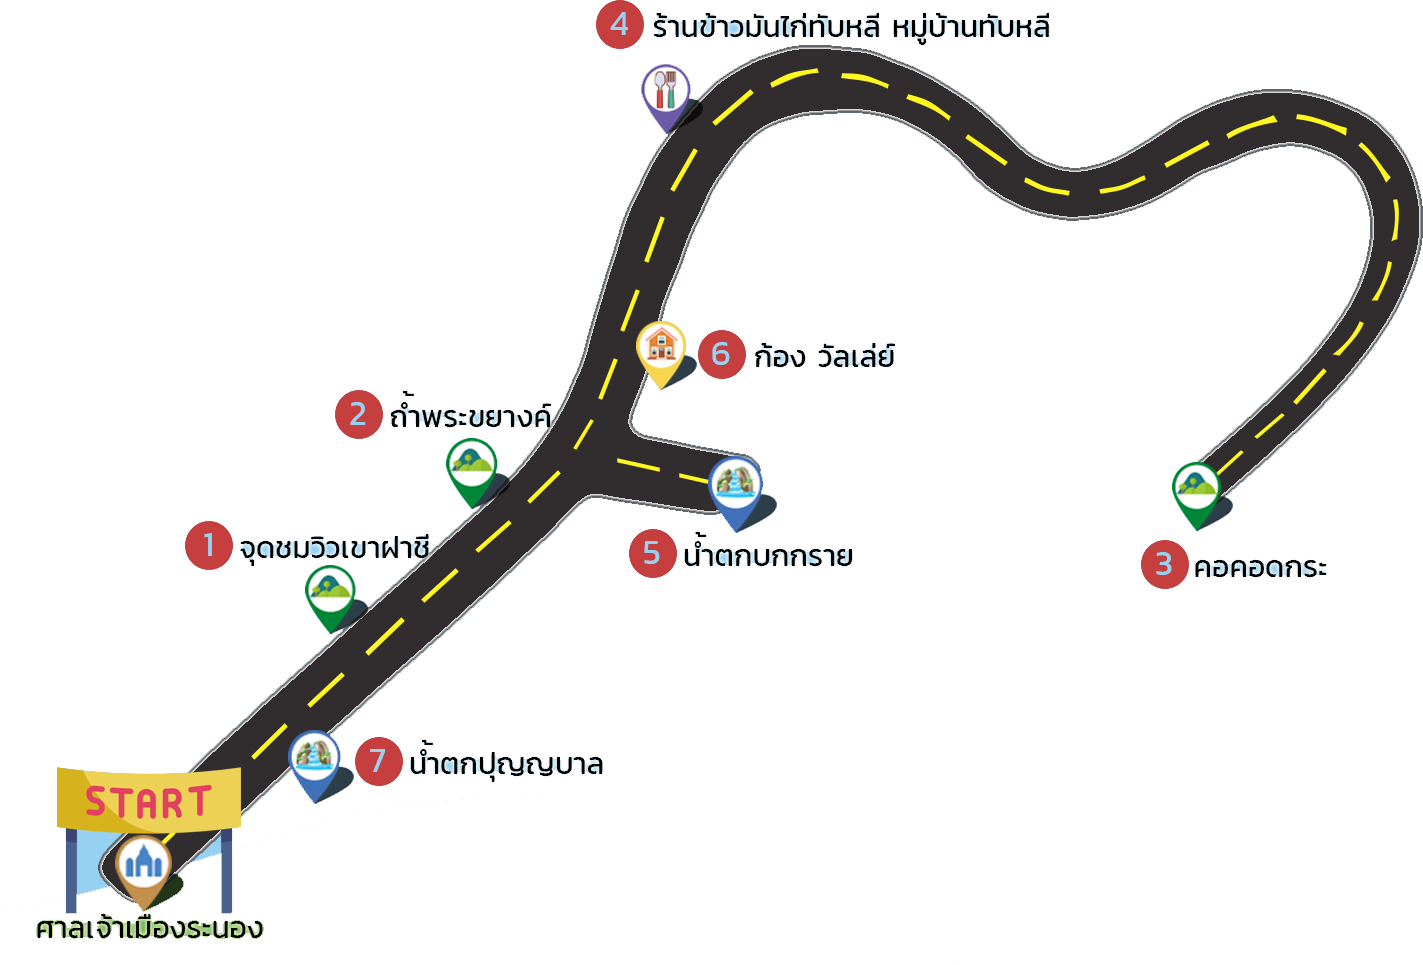 4 ร้านข้าวมันไก่ทับหลี หมู่บ้านทับหลี
6 ก้อง วัลเล่ย์
2 ถ้ำพระขยางค์
1 จุดชมวิวเขาฝาชี
5 น้ำตกบกกราย
3 คอคอดกระ
7 น้ำตกปุญญบาล
START
ศาลเจ้าเมืองระนอง